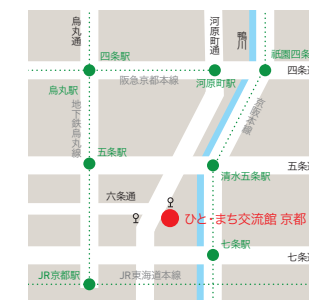 烏丸通
河原町通
鴨川
四条駅
祇園四条
四条通
阪急京都本線
烏丸駅
河原町駅
地下鉄烏丸線
京阪本線
五条駅
五条通
清水五条駅
六条通
ひと・まち交流館 京都
七条駅
七条通
JR京都駅
JR東海道本線